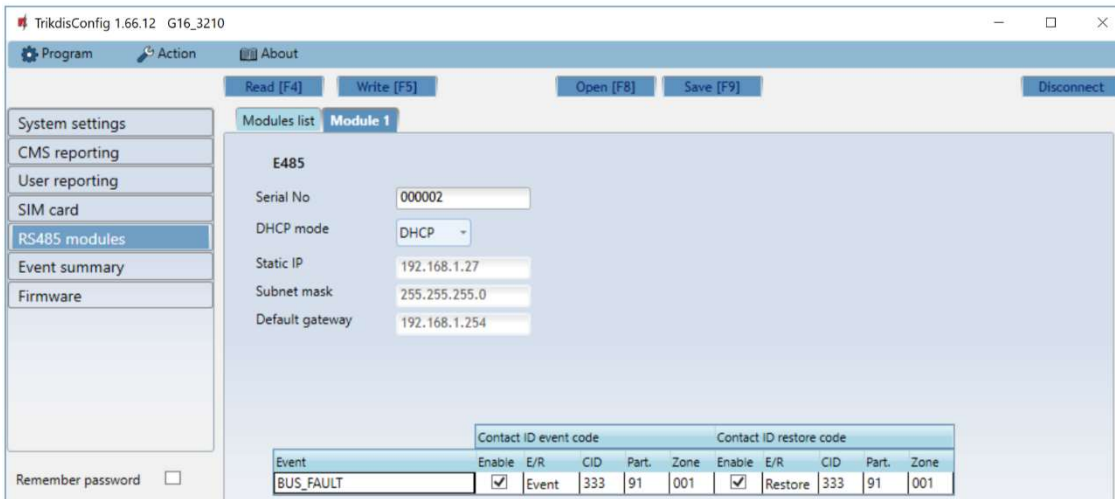 TrikdisConfig 1.66.12 G16_3210
Program Action About
Read [F4] Write [F5] Open [F8] Save [F9] Disconnect
System settings
CMS reporting
User reporting
SIM card
RS485 modules
Event summary
Firmware
Remember password
Modules list Module 1
E485
Serial No 000002
DHCP mode DHCP
Static IP 192.168.1.27
Subnet mask 255.255.255.0
Default gateway 192.168.1.254
Contact ID event code Contact ID restore code
Event Enable E/R CID Part. Zone Enable E/R CID Part. Zone
BUS_FAULT Event 333 91 001 Restore 333 91 001